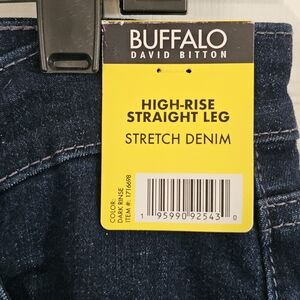 BUFFALO
DAVID BITTON
HIGH-RISE
STRAIGHT LEG
STRETCH DENIM
COLOR:
DARK RINSE
ITEM #: 1716698
1 95990 92543 0